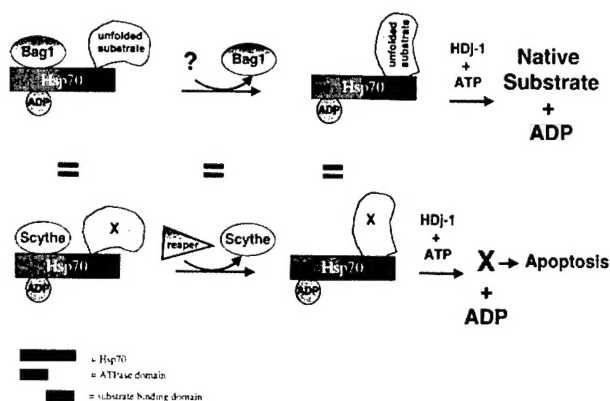 Bag1
unfolded
substrate
?
Bag1
unfolded
substrate
HDj-1
+
ATP
Native
Substrate
+
ADP
Hsp70
ADP
Hsp70
ADP
=
=
=
Scythe
X
reaper
Scythe
X
HDj-1
+
ATP
X → Apoptosis
+
ADP
Hsp70
ADP
Hsp70
ADP
= Hsp70
= ATPase domain
= substrate binding domain